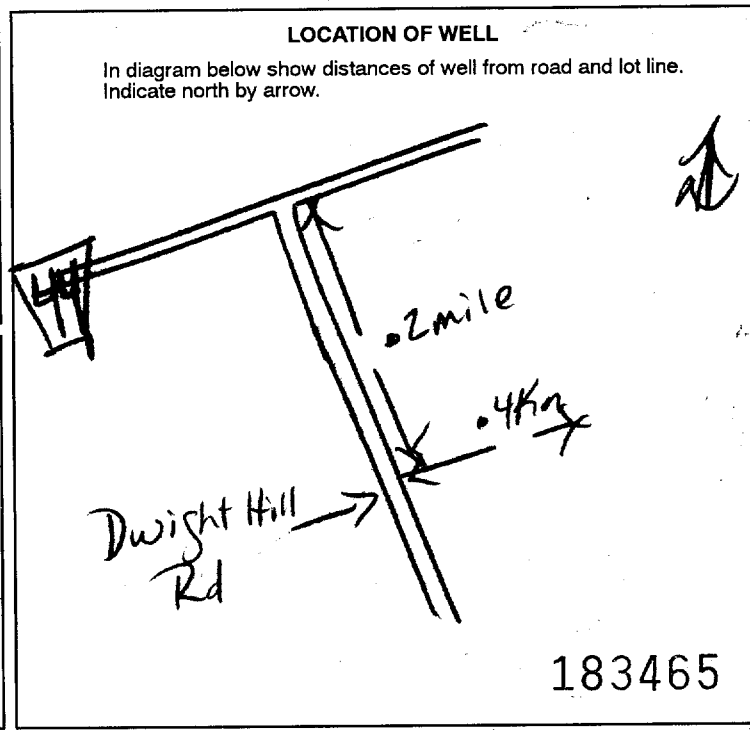 LOCATION OF WELL
In diagram below show distances of well from road and lot line.
Indicate north by arrow.
N
44
.2mile
.4Km
Dwight Hill
Rd
183465